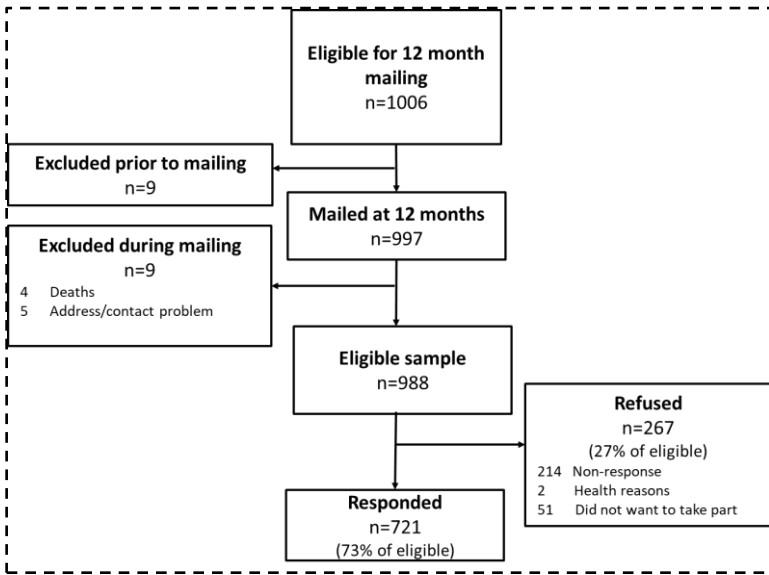 Eligible for 12 month
mailing
n=1006
Excluded prior to mailing
n=9
Mailed at 12 months
n=997
Excluded during mailing
n=9
4 Deaths
5 Address/contact problem
Eligible sample
n=988
Refused
n=267
(27% of eligible)
214 Non-response
2 Health reasons
51 Did not want to take part
Responded
n=721
(73% of eligible)